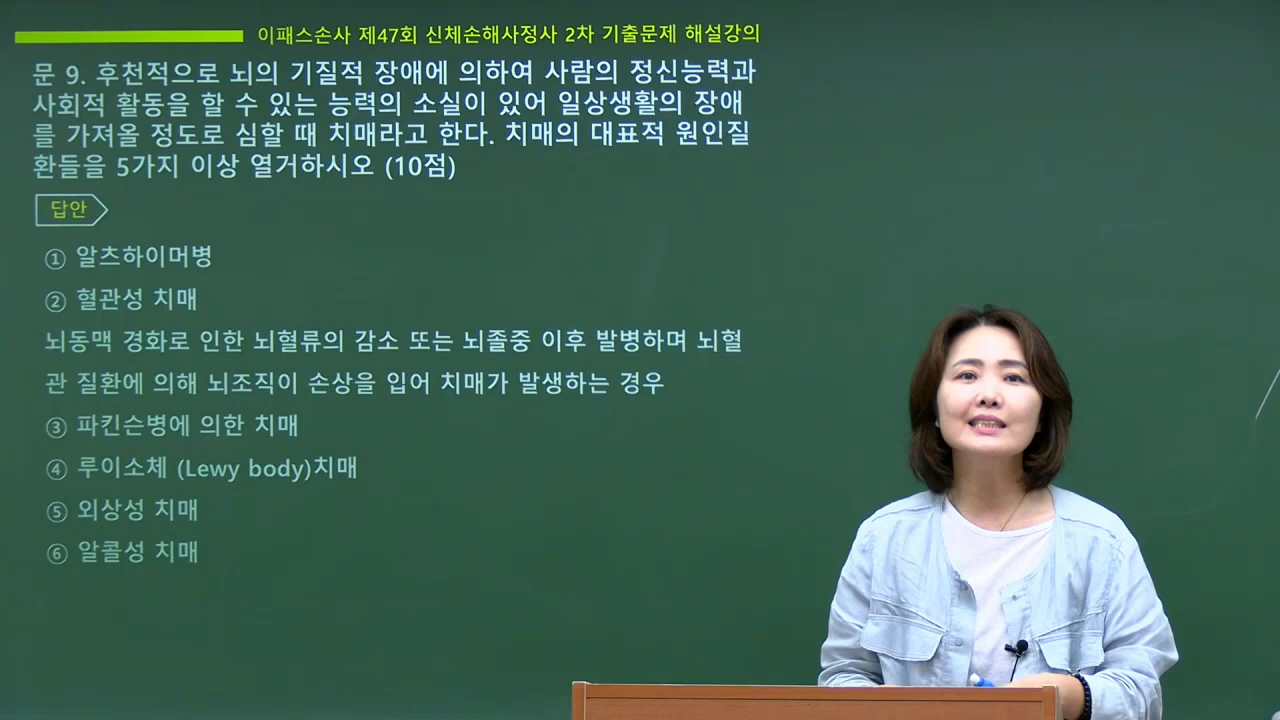 이패스손사 제47회 신체손해사정사 2차 기출문제 해설강의
문 9. 후천적으로 뇌의 기질적 장애에 의하여 사람의 정신능력과
사회적 활동을 할 수 있는 능력의 소실이 있어 일상생활의 장애
를 가져올 정도로 심할 때 치매라고 한다. 치매의 대표적 원인질
환들을 5가지 이상 열거하시오 (10점)
답안
① 알츠하이머병
② 혈관성 치매
뇌동맥 경화로 인한 뇌혈류의 감소 또는 뇌졸중 이후 발병하며 뇌혈
관 질환에 의해 뇌조직이 손상을 입어 치매가 발생하는 경우
③ 파킨슨병에 의한 치매
④ 루이소체 (Lewy body)치매
⑤ 외상성 치매
⑥ 알콜성 치매